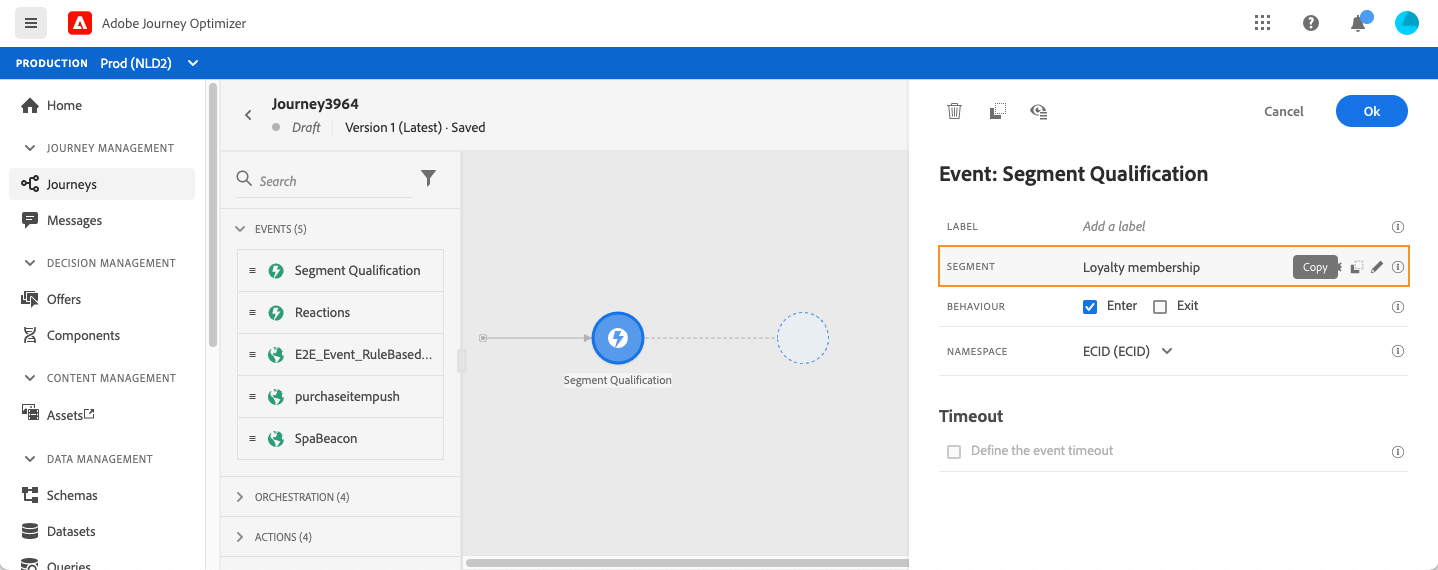 Adobe Journey Optimizer
PRODUCTION Prod (NLD2)
Home
JOURNEY MANAGEMENT
Journeys
Messages
DECISION MANAGEMENT
Offers
Components
CONTENT MANAGEMENT
Assets
DATA MANAGEMENT
Schemas
Datasets
Queries
Journey3964
Draft Version 1 (Latest) · Saved
Search
EVENTS (5)
Segment Qualification
Reactions
E2E_Event_RuleBased...
purchaseitempush
SpaBeacon
ORCHESTRATION (4)
ACTIONS (4)
Segment Qualification
Cancel Ok
Event: Segment Qualification
LABEL Add a label
SEGMENT Loyalty membership Copy
BEHAVIOUR Enter Exit
NAMESPACE ECID (ECID)
Timeout
Define the event timeout